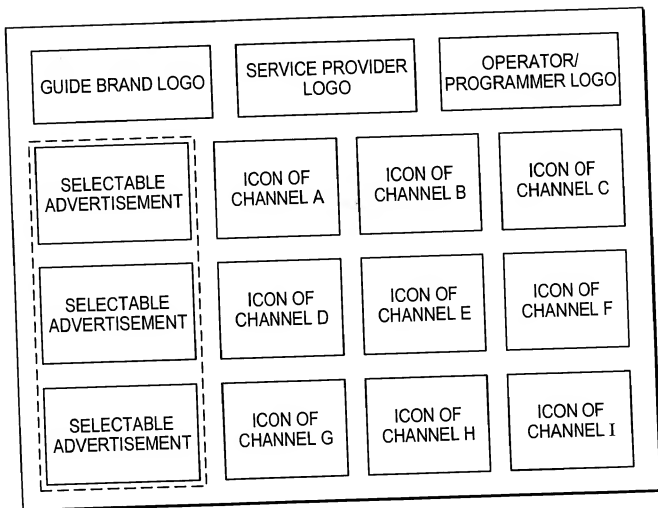 GUIDE BRAND LOGO
SERVICE PROVIDER
LOGO
OPERATOR/
PROGRAMMER LOGO
SELECTABLE
ADVERTISEMENT
ICON OF
CHANNEL A
ICON OF
CHANNEL B
ICON OF
CHANNEL C
SELECTABLE
ADVERTISEMENT
ICON OF
CHANNEL D
ICON OF
CHANNEL E
ICON OF
CHANNEL F
SELECTABLE
ADVERTISEMENT
ICON OF
CHANNEL G
ICON OF
CHANNEL H
ICON OF
CHANNEL I